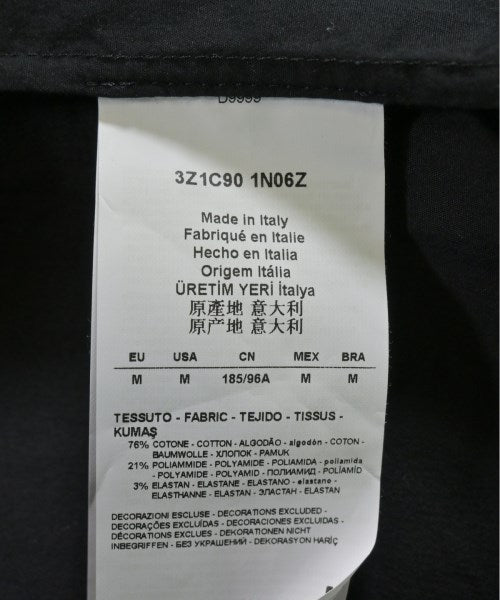 D9999
3Z1C90 1N06Z
Made in Italy
Fabriqué en Italie
Hecho en Italia
Origem Itália
ÜRETİM YERİ İtalya
原產地 意大利
原产地 意大利
EU USA CN MEX BRA
M M 185/96A M M
TESSUTO - FABRIC - TEJIDO - TISSUS -
KUMAŞ
76% COTONE - COTTON - ALGODÃO - algodón - COTON -
BAUMWOLLE - ХЛОПОК - PAMUK
21% POLIAMMIDE - POLYAMIDE - POLIAMIDA - poliamida
- POLYAMIDE - POLYAMID - ПОЛИАМИД - POLİAMİD
3% ELASTAN - ELASTANE - ELASTANO - elastano -
ELASTHANNE - ELASTAN - ЭЛАСТАН - ELASTAN
DECORAZIONI ESCLUSE - DECORATIONS EXCLUDED -
DECORAÇÕES EXCLUÍDAS - DECORACIONES EXCLUIDAS -
DÉCORATIONS EXCLUES - DEKORATIONEN NICHT
INBEGRIFFEN - БЕЗ УКРАШЕНИЙ - DEKORASYON HARİÇ